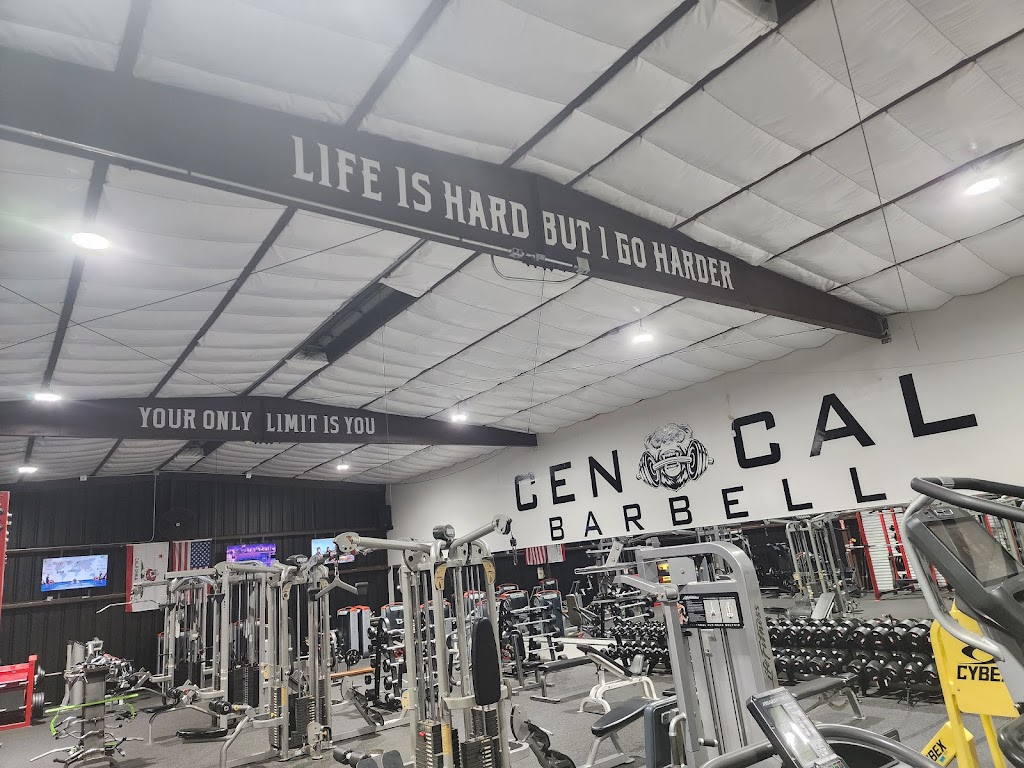 LIFE IS HARD BUT I GO HARDER
YOUR ONLY LIMIT IS YOU
CEN CAL
BARBELL
CYBEX